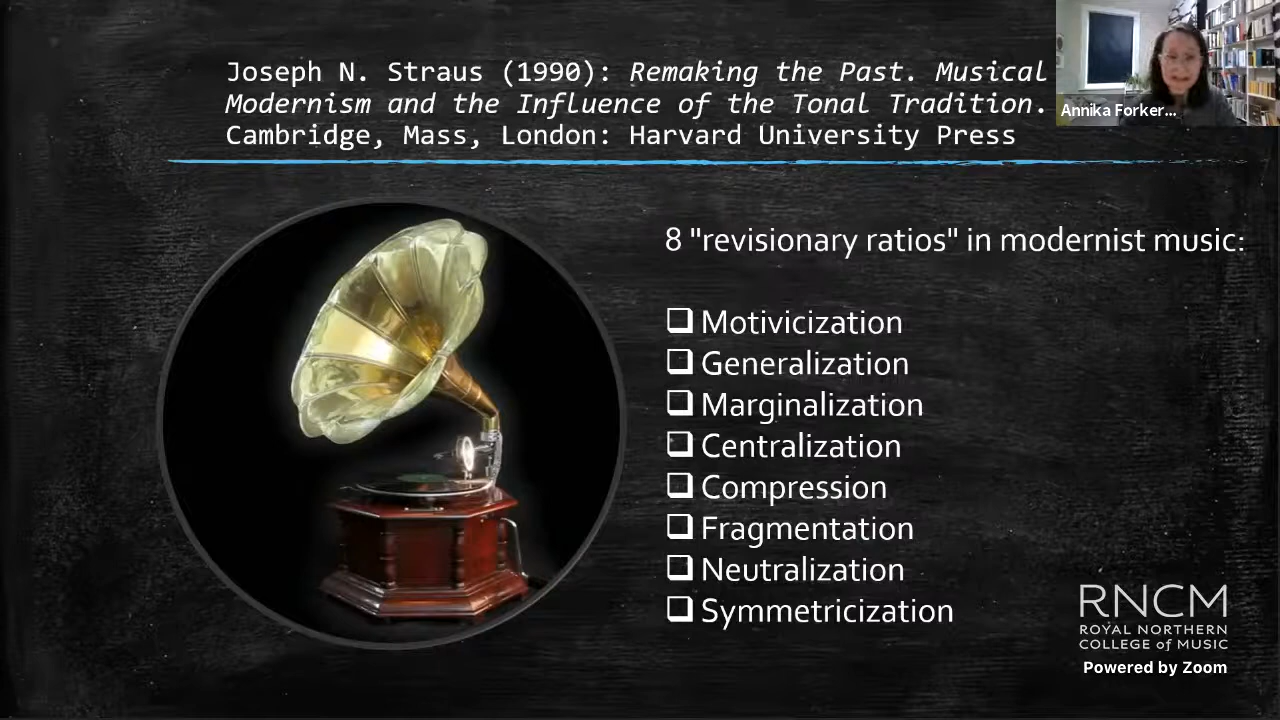 Joseph N. Straus (1990): Remaking the Past. Musical
Modernism and the Influence of the Tonal Tradition.
Cambridge, Mass, London: Harvard University Press
Annika Forker...
8 "revisionary ratios" in modernist music:
Motivicization
Generalization
Marginalization
Centralization
Compression
Fragmentation
Neutralization
Symmetricization
RNCM
ROYAL NORTHERN
COLLEGE of MUSIC
Powered by Zoom